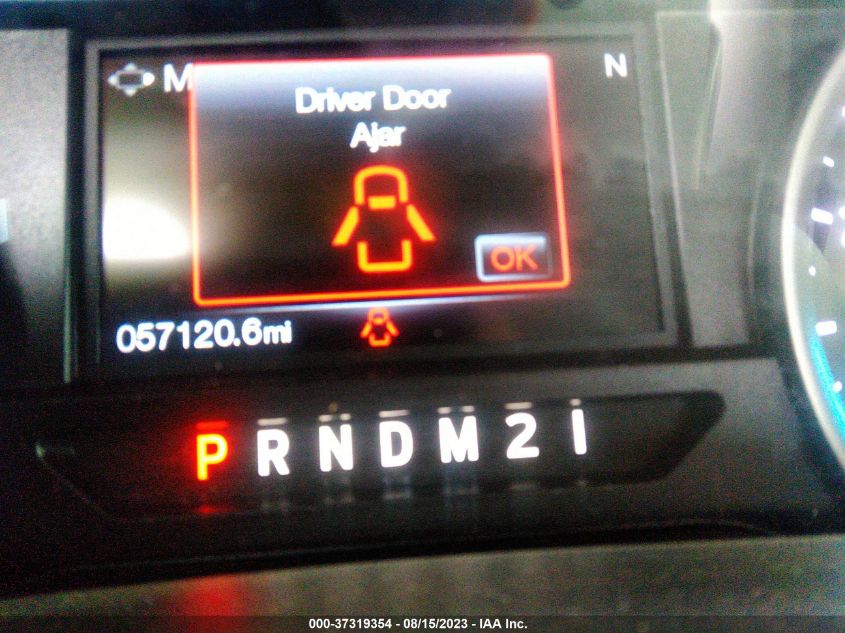 M N
Driver Door
Ajar
OK
057120.6mi
P R N D M 2 1
000-37319354 - 08/15/2023 - IAA Inc.